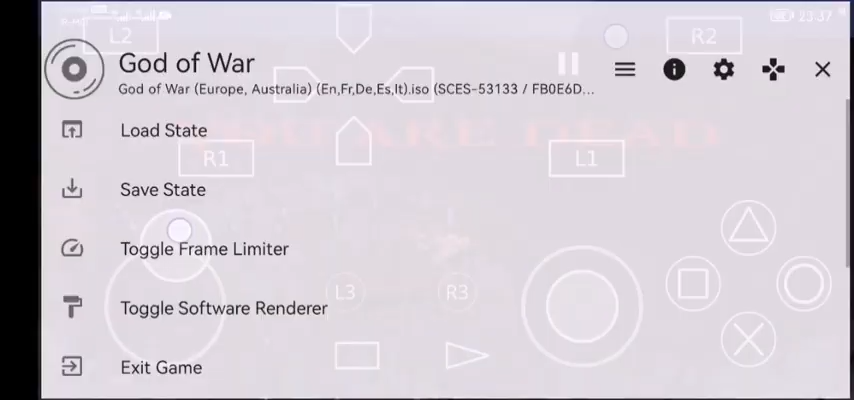 23:37
L2
R2
God of War
God of War (Europe, Australia) (En,Fr,De,Es,It).iso (SCES-53133 / FB0E6D...
Load State
R1
L1
Save State
Toggle Frame Limiter
L3
R3
Toggle Software Renderer
Exit Game